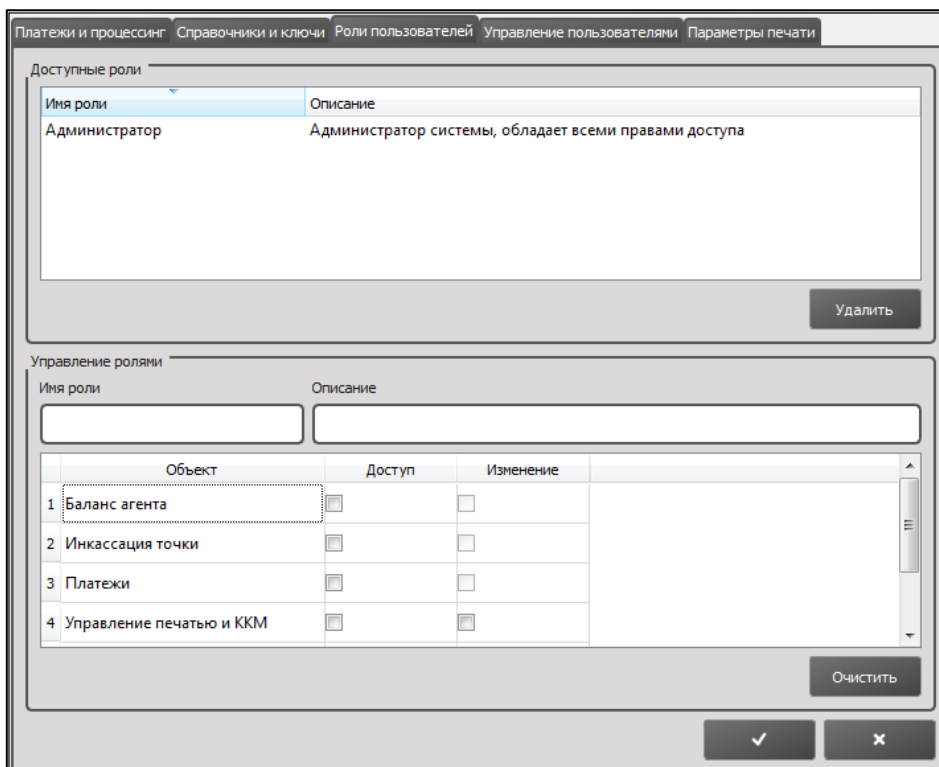 Платежи и процессинг Справочники и ключи Роли пользователей Управление пользователями Параметры печати
Доступные роли
Имя роли Описание
Администратор Администратор системы, обладает всеми правами доступа
Удалить
Управление ролями
Имя роли Описание
Объект Доступ Изменение
1 Баланс агента
2 Инкассация точки
3 Платежи
4 Управление печатью и ККМ
Очистить